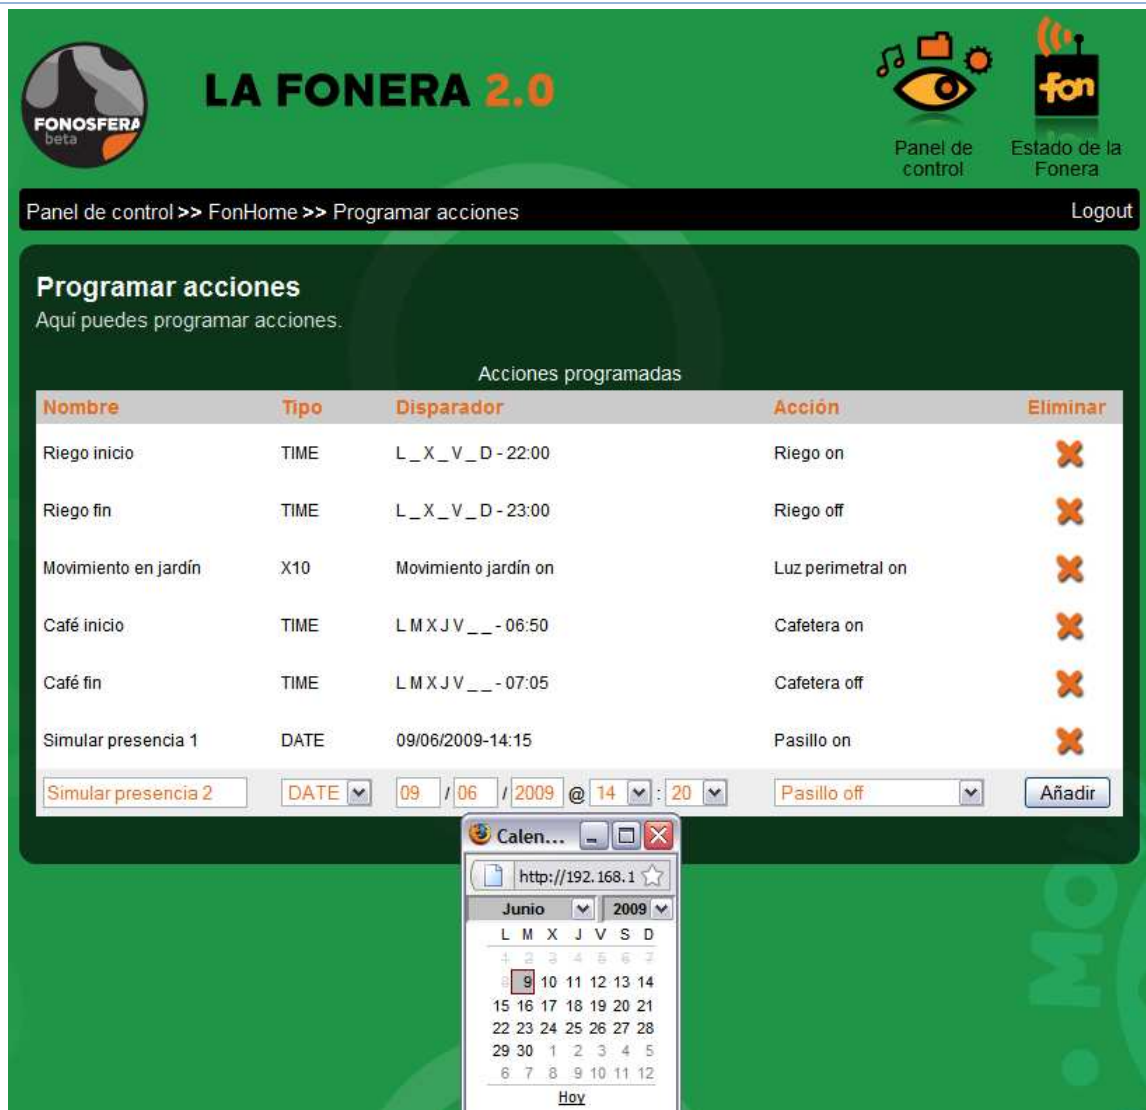 FONOSFERA
beta
LA FONERA 2.0
fon
Panel de control
Estado de la Fonera
Panel de control >> FonHome >> Programar acciones Logout
Programar acciones
Aquí puedes programar acciones.
Acciones programadas
Nombre Tipo Disparador Acción Eliminar
Riego inicio TIME L _ X _ V _ D - 22:00 Riego on
Riego fin TIME L _ X _ V _ D - 23:00 Riego off
Movimiento en jardín X10 Movimiento jardín on Luz perimetral on
Café inicio TIME L M X J V _ _ - 06:50 Cafetera on
Café fin TIME L M X J V _ _ - 07:05 Cafetera off
Simular presencia 1 DATE 09/06/2009-14:15 Pasillo on
Simular presencia 2 DATE 09 / 06 / 2009 @ 14 : 20 Pasillo off Añadir
Calen...
http://192.168.1
Junio 2009
L M X J V S D
1 2 3 4 5 6 7
8 9 10 11 12 13 14
15 16 17 18 19 20 21
22 23 24 25 26 27 28
29 30 1 2 3 4 5
6 7 8 9 10 11 12
Hoy